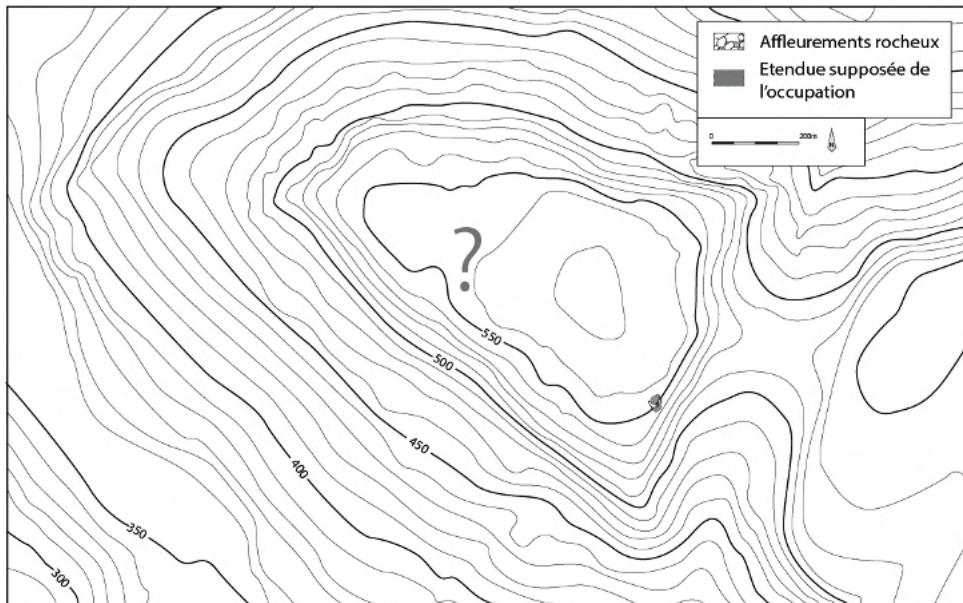 Affleurements rocheux
Etendue supposée de
l'occupation
0 200m
N
?
550
500
450
400
350
300